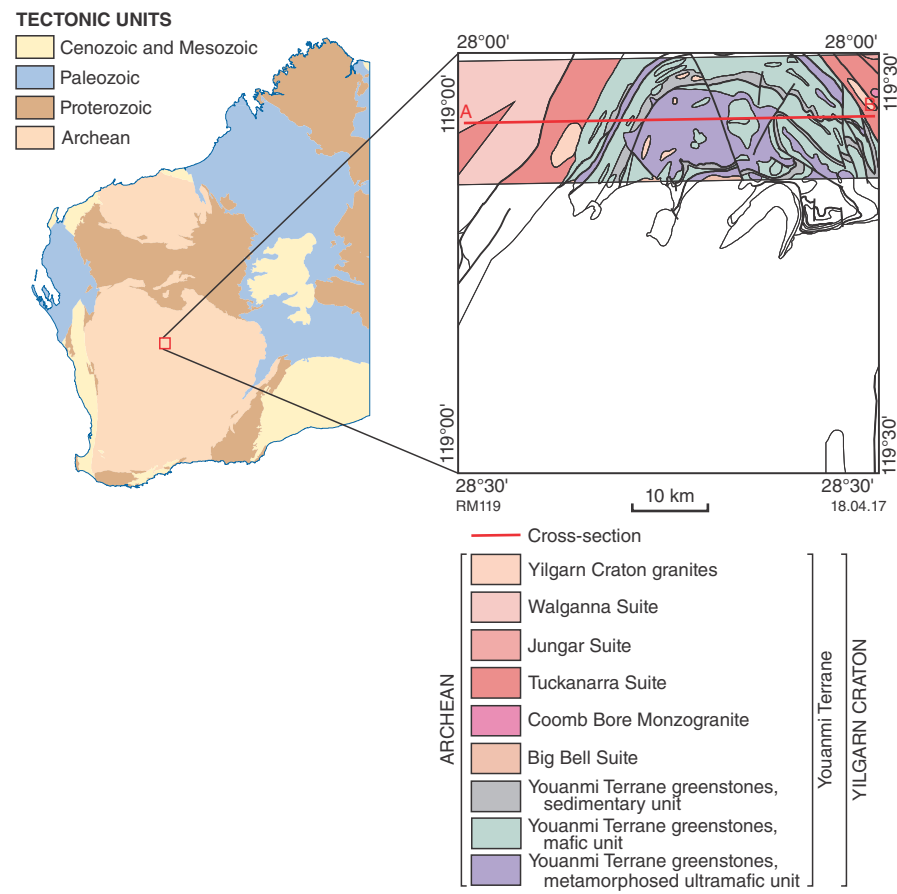 TECTONIC UNITS
Cenozoic and Mesozoic
Paleozoic
Proterozoic
Archean
28°00'
28°00'
119°00'
119°30'
A
B
119°00'
119°30'
28°30'
28°30'
RM119
10 km
18.04.17
Cross-section
Yilgarn Craton granites
Walganna Suite
Jungar Suite
Tuckanarra Suite
Coomb Bore Monzogranite
Big Bell Suite
Youanmi Terrane greenstones,
sedimentary unit
Youanmi Terrane greenstones,
mafic unit
Youanmi Terrane greenstones,
metamorphosed ultramafic unit
ARCHEAN
Youanmi Terrane
YILGARN CRATON